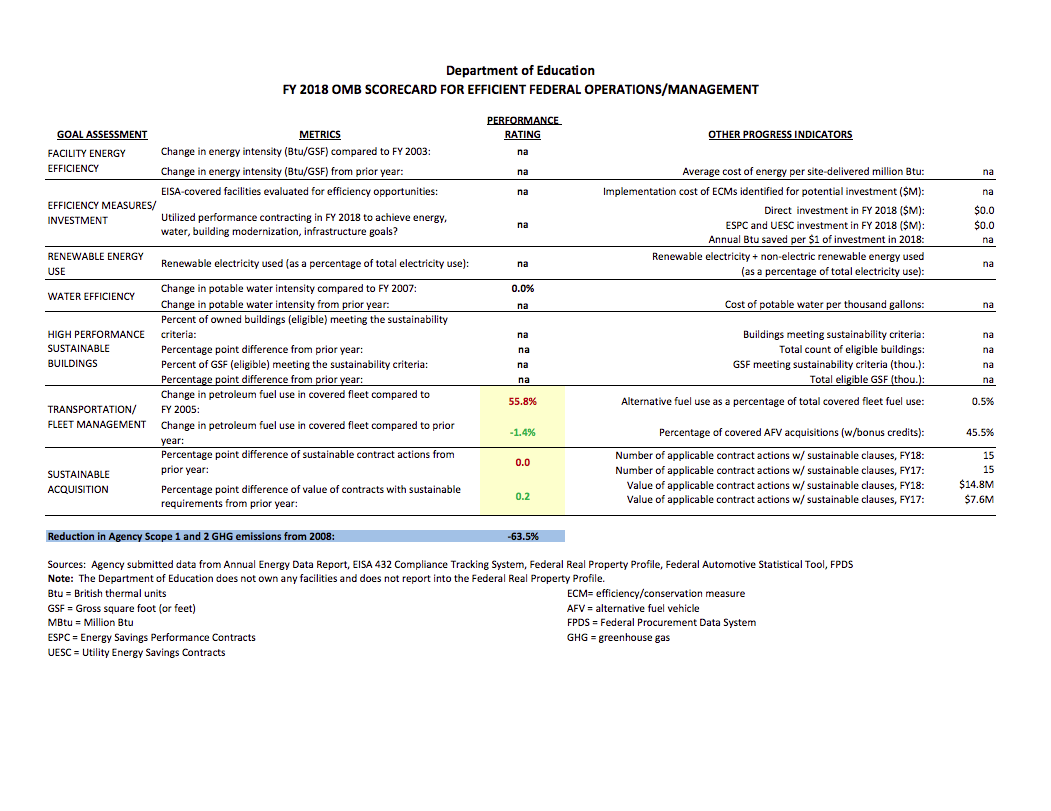 Department of Education
FY 2018 OMB SCORECARD FOR EFFICIENT FEDERAL OPERATIONS/MANAGEMENT
PERFORMANCE
GOAL ASSESSMENT METRICS RATING OTHER PROGRESS INDICATORS
FACILITY ENERGY
EFFICIENCY
Change in energy intensity (Btu/GSF) compared to FY 2003: na
Change in energy intensity (Btu/GSF) from prior year: na Average cost of energy per site-delivered million Btu: na
EFFICIENCY MEASURES/
INVESTMENT
EISA-covered facilities evaluated for efficiency opportunities: na Implementation cost of ECMs identified for potential investment ($M): na
Utilized performance contracting in FY 2018 to achieve energy,
water, building modernization, infrastructure goals? na
Direct investment in FY 2018 ($M): $0.0
ESPC and UESC investment in FY 2018 ($M): $0.0
Annual Btu saved per $1 of investment in 2018: na
RENEWABLE ENERGY
USE
Renewable electricity used (as a percentage of total electricity use): na
Renewable electricity + non-electric renewable energy used
(as a percentage of total electricity use): na
WATER EFFICIENCY
Change in potable water intensity compared to FY 2007: 0.0%
Change in potable water intensity from prior year: na Cost of potable water per thousand gallons: na
HIGH PERFORMANCE
SUSTAINABLE
BUILDINGS
Percent of owned buildings (eligible) meeting the sustainability
criteria: na Buildings meeting sustainability criteria: na
Percentage point difference from prior year: na Total count of eligible buildings: na
Percent of GSF (eligible) meeting the sustainability criteria: na GSF meeting sustainability criteria (thou.): na
Percentage point difference from prior year: na Total eligible GSF (thou.): na
TRANSPORTATION/
FLEET MANAGEMENT
Change in petroleum fuel use in covered fleet compared to
FY 2005: 55.8% Alternative fuel use as a percentage of total covered fleet fuel use: 0.5%
Change in petroleum fuel use in covered fleet compared to prior
year: -1.4% Percentage of covered AFV acquisitions (w/bonus credits): 45.5%
SUSTAINABLE
ACQUISITION
Percentage point difference of sustainable contract actions from
prior year: 0.0
Number of applicable contract actions w/ sustainable clauses, FY18: 15
Number of applicable contract actions w/ sustainable clauses, FY17: 15
Percentage point difference of value of contracts with sustainable
requirements from prior year: 0.2
Value of applicable contract actions w/ sustainable clauses, FY18: $14.8M
Value of applicable contract actions w/ sustainable clauses, FY17: $7.6M
Reduction in Agency Scope 1 and 2 GHG emissions from 2008: -63.5%
Sources: Agency submitted data from Annual Energy Data Report, EISA 432 Compliance Tracking System, Federal Real Property Profile, Federal Automotive Statistical Tool, FPDS
Note: The Department of Education does not own any facilities and does not report into the Federal Real Property Profile.
Btu = British thermal units ECM= efficiency/conservation measure
GSF = Gross square foot (or feet) AFV = alternative fuel vehicle
MBtu = Million Btu FPDS = Federal Procurement Data System
ESPC = Energy Savings Performance Contracts GHG = greenhouse gas
UESC = Utility Energy Savings Contracts